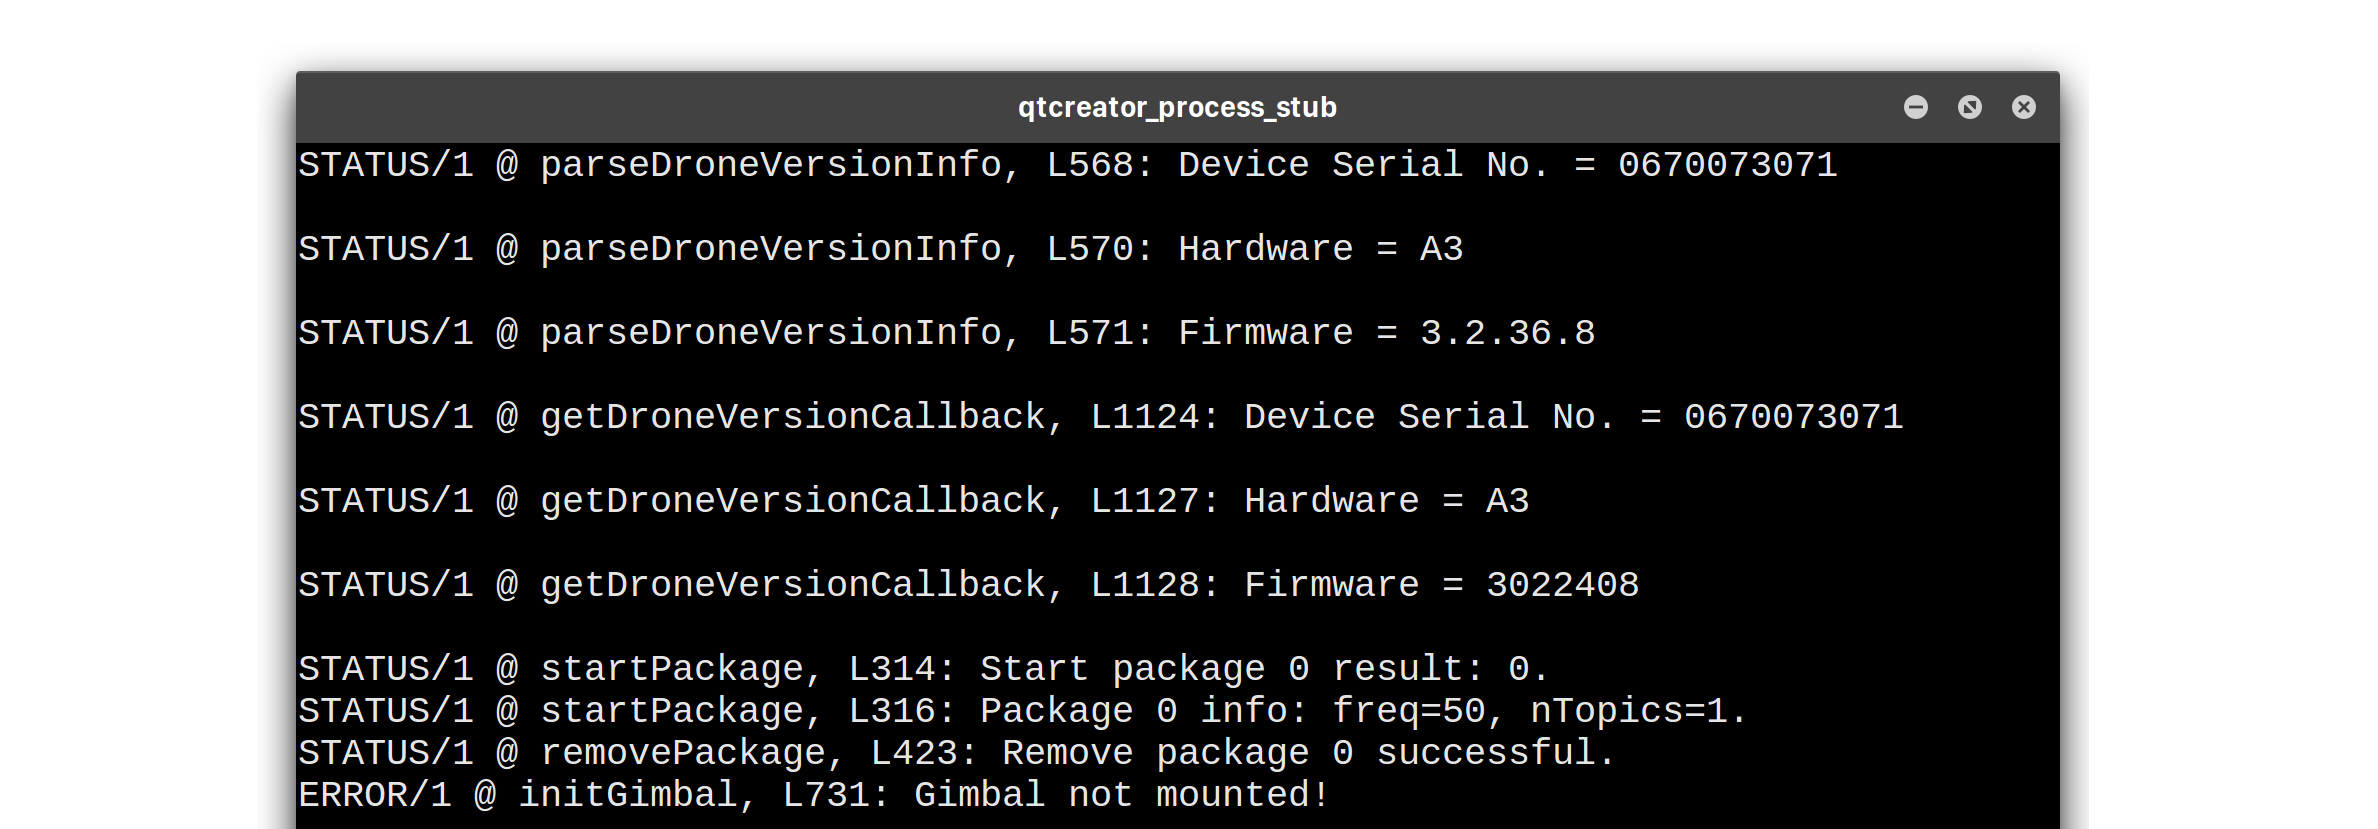 qtcreator_process_stub
STATUS/1 @ parseDroneVersionInfo, L568: Device Serial No. = 0670073071
STATUS/1 @ parseDroneVersionInfo, L570: Hardware = A3
STATUS/1 @ parseDroneVersionInfo, L571: Firmware = 3.2.36.8
STATUS/1 @ getDroneVersionCallback, L1124: Device Serial No. = 0670073071
STATUS/1 @ getDroneVersionCallback, L1127: Hardware = A3
STATUS/1 @ getDroneVersionCallback, L1128: Firmware = 3022408
STATUS/1 @ startPackage, L314: Start package 0 result: 0.
STATUS/1 @ startPackage, L316: Package 0 info: freq=50, nTopics=1.
STATUS/1 @ removePackage, L423: Remove package 0 successful.
ERROR/1 @ initGimbal, L731: Gimbal not mounted!